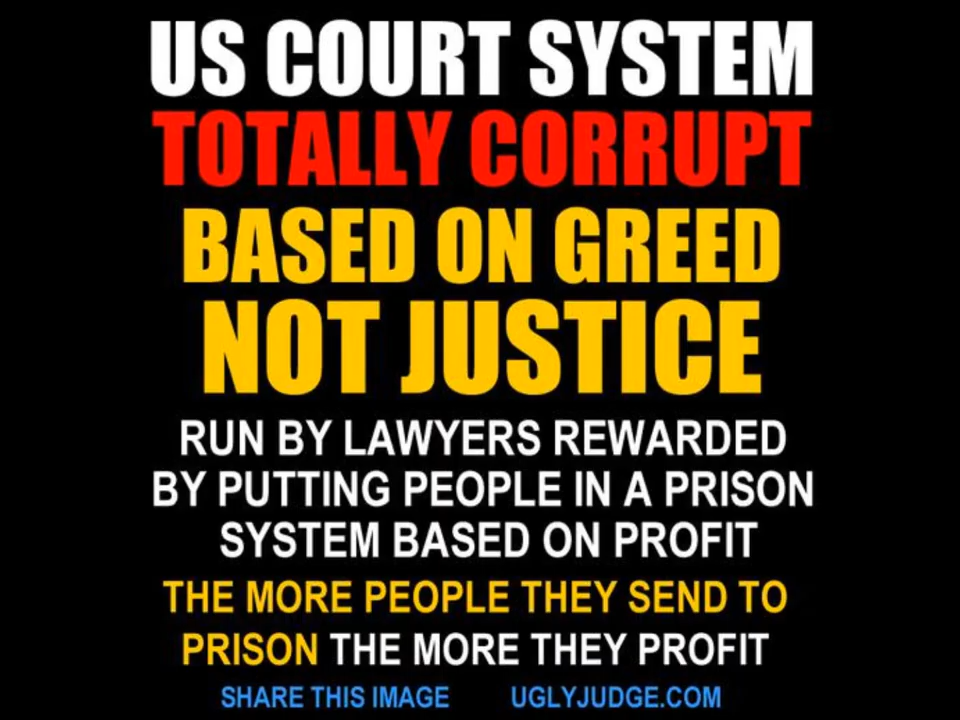 US COURT SYSTEM
TOTALLY CORRUPT
BASED ON GREED
NOT JUSTICE
RUN BY LAWYERS REWARDED
BY PUTTING PEOPLE IN A PRISON
SYSTEM BASED ON PROFIT
THE MORE PEOPLE THEY SEND TO
PRISON THE MORE THEY PROFIT
SHARE THIS IMAGE UGLYJUDGE.COM